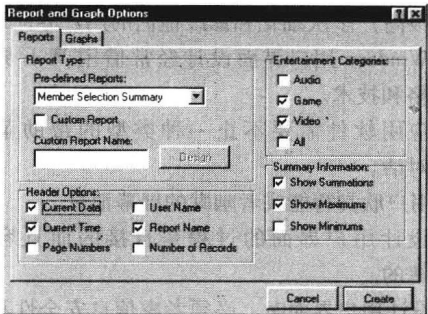 Report and Graph Options
Reports Graphs
Report Type:
Pre-defined Reports:
Member Selection Summary
Custom Report
Custom Report Name:
Design
Header Options:
Current Date User Name
Current Time Report Name
Page Numbers Number of Records
Entertainment Categories:
Audio
Game
Video
All
Summary Information:
Show Summations
Show Maximums
Show Minimums
Cancel Create